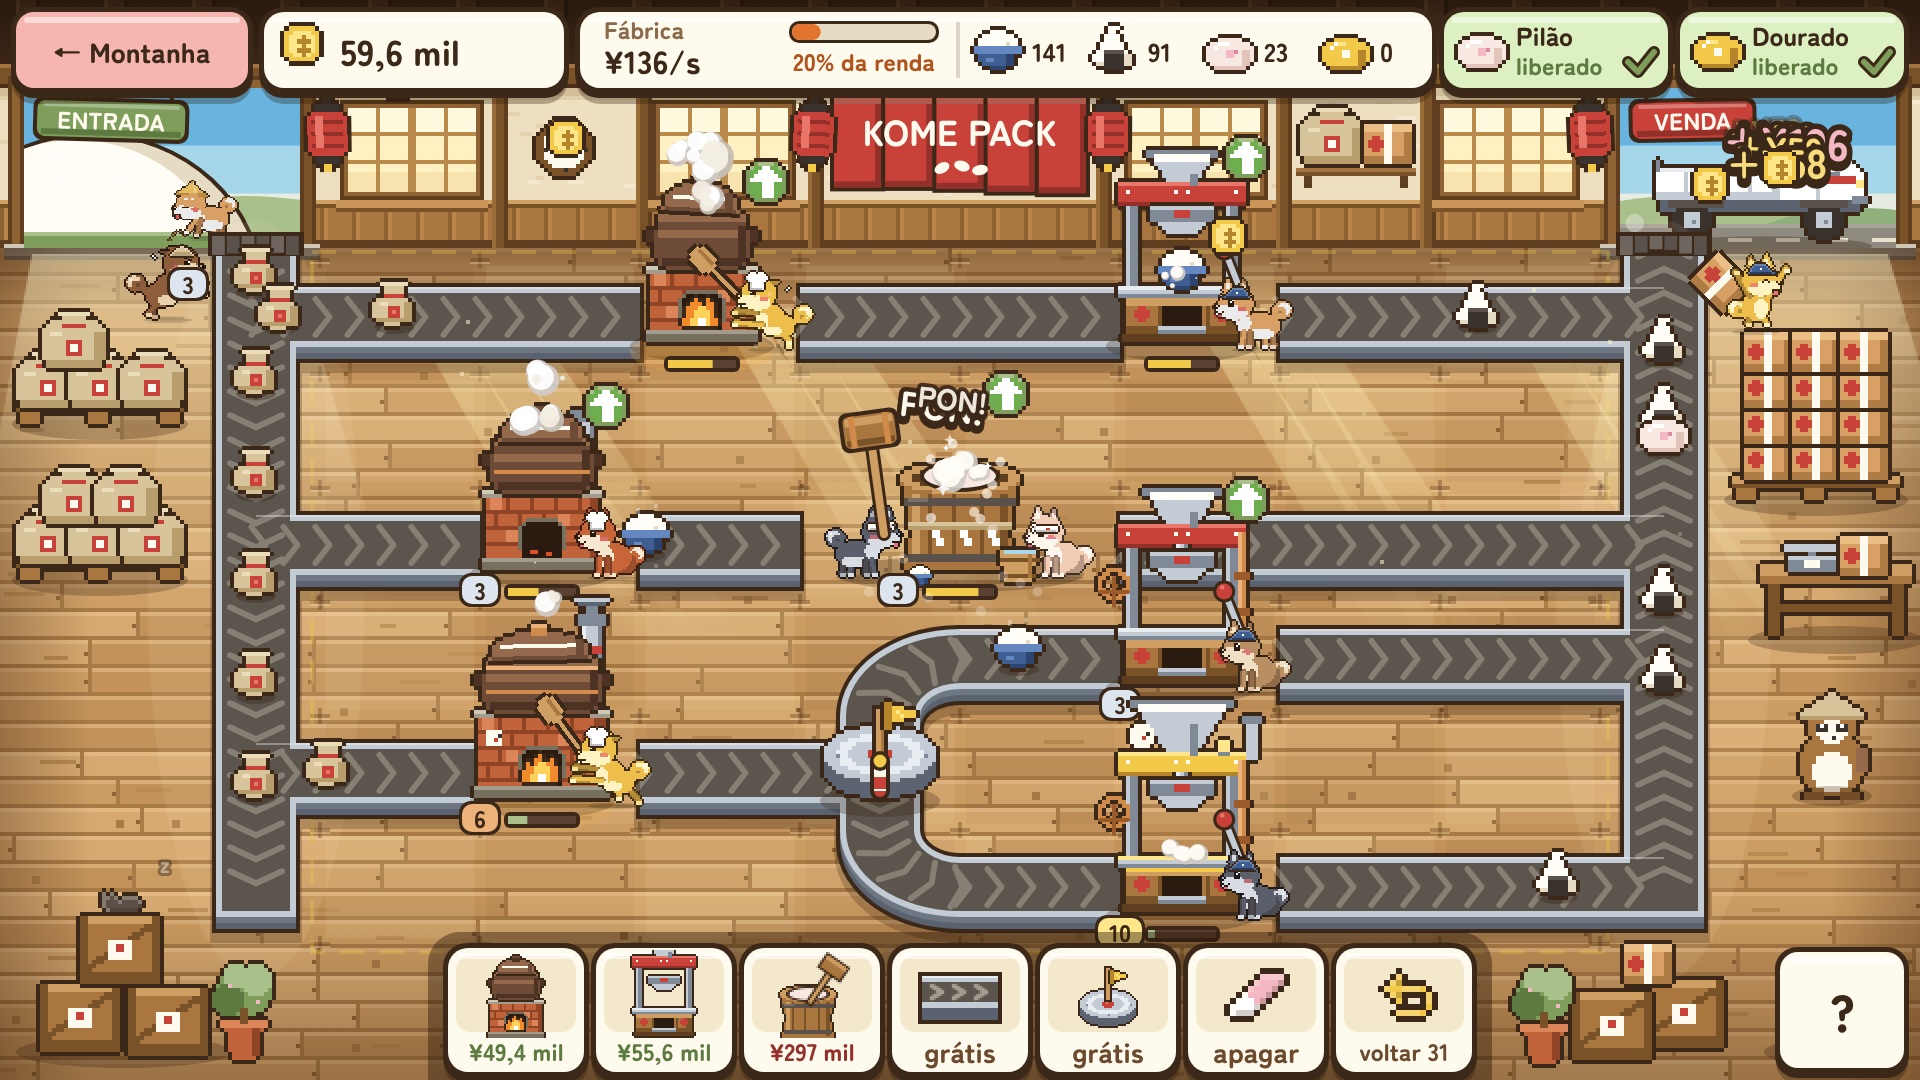 ← Montanha
59,6 mil
Fábrica
¥136/s
20% da renda
141
91
23
0
Pilão
liberado
Dourado
liberado
ENTRADA
KOME PACK
VENDA
3
PON!
3
3
3
6
z
10
¥49,4 mil
¥55,6 mil
¥297 mil
grátis
grátis
apagar
voltar 31
?